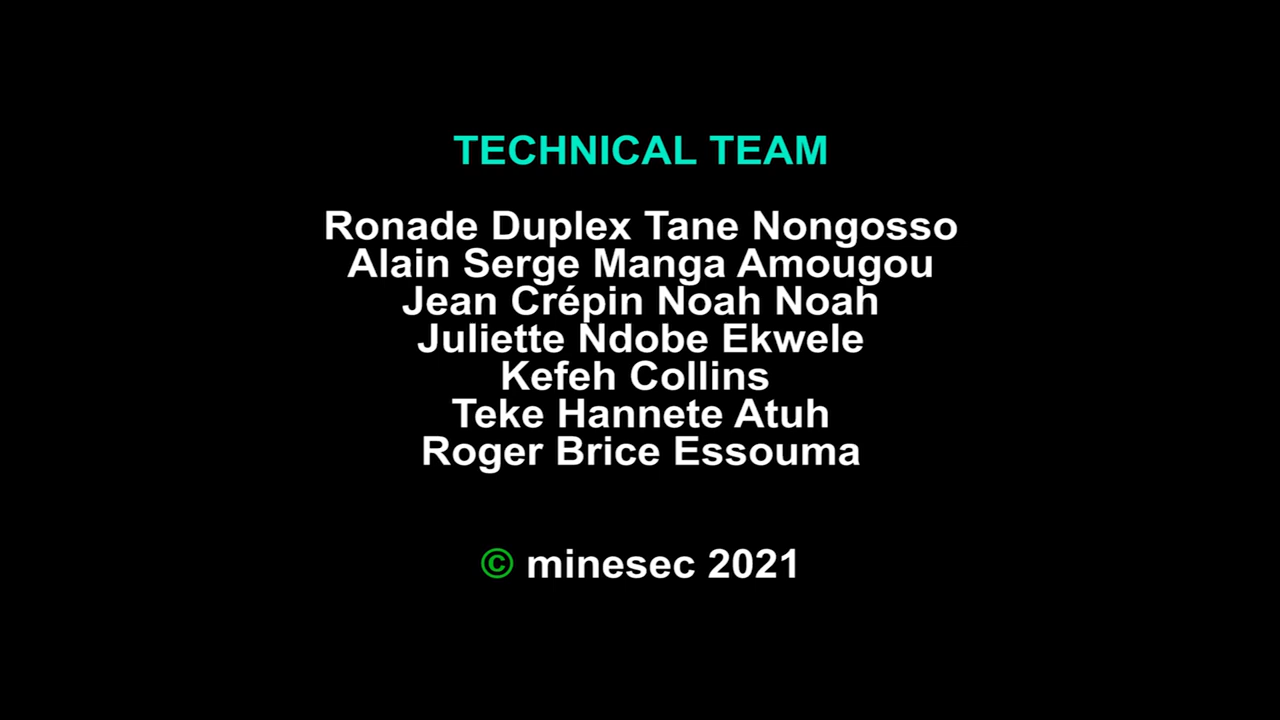 TECHNICAL TEAM
Ronade Duplex Tane Nongosso
Alain Serge Manga Amougou
Jean Crépin Noah Noah
Juliette Ndobe Ekwele
Kefeh Collins
Teke Hannete Atuh
Roger Brice Essouma
© minesec 2021